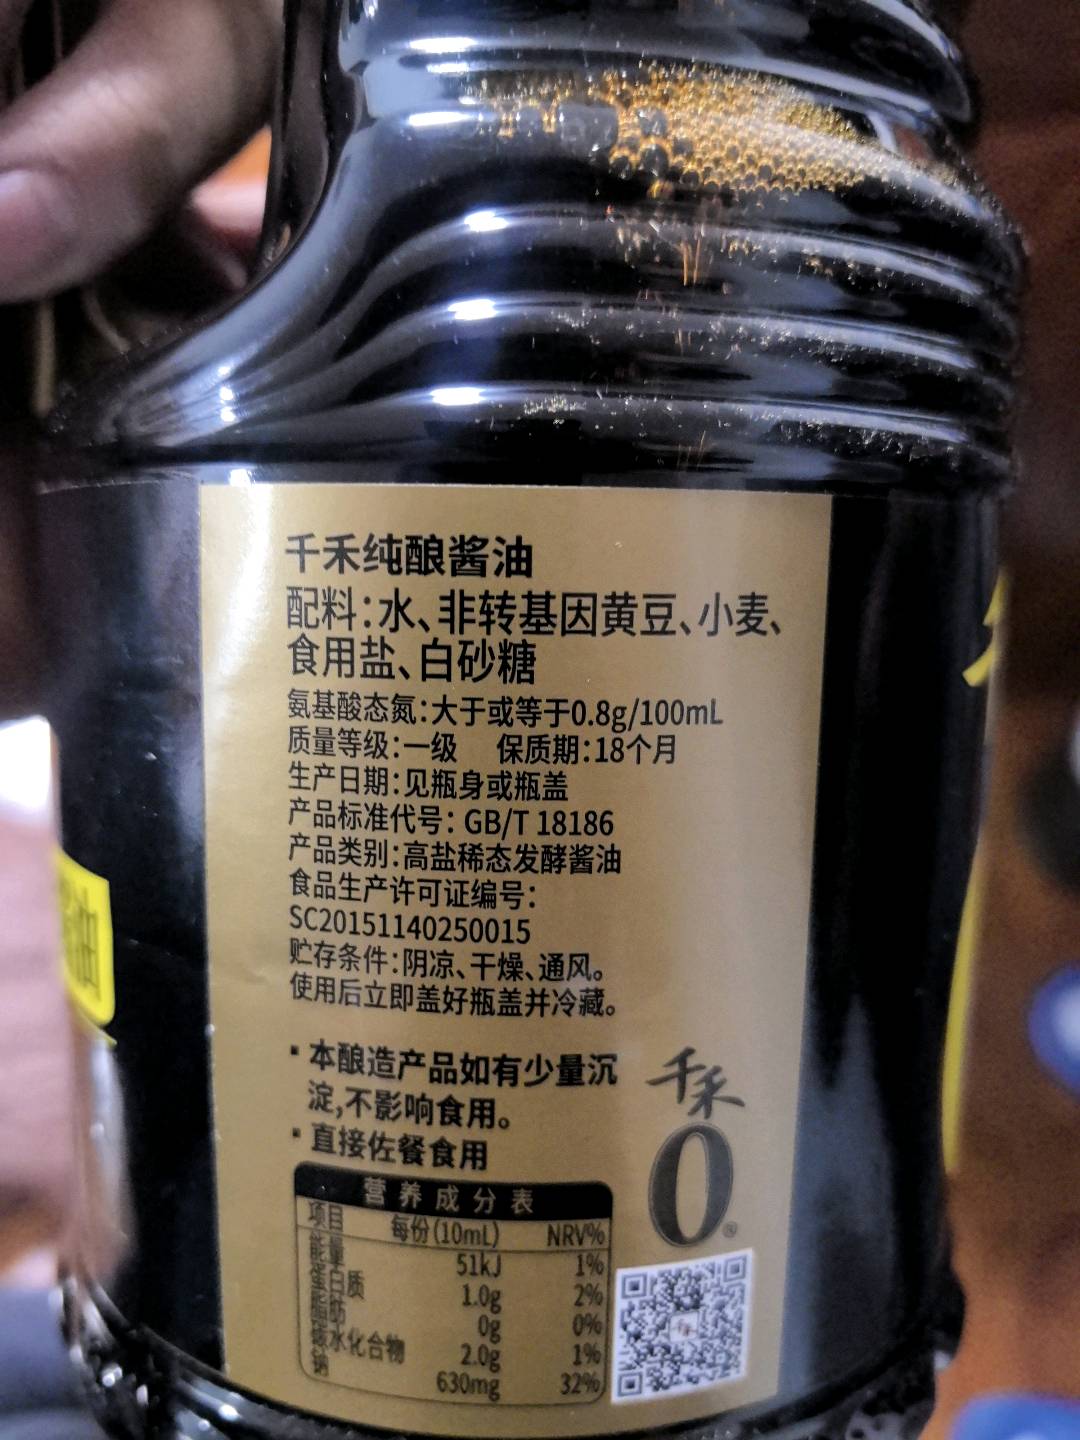 千禾纯酿酱油
配料：水、非转基因黄豆、小麦、
食用盐、白砂糖
氨基酸态氮：大于或等于0.8g/100mL
质量等级：一级 保质期：18个月
生产日期：见瓶身或瓶盖
产品标准代号：GB/T 18186
产品类别：高盐稀态发酵酱油
食品生产许可证编号：
SC20151140250015
贮存条件：阴凉、干燥、通风。
使用后立即盖好瓶盖并冷藏。
▪ 本酿造产品如有少量沉
淀,不影响食用。
▪ 直接佐餐食用
千禾
0®
营养成分表
项目 每份(10mL) NRV%
能量 51kJ 1%
蛋白质 1.0g 2%
脂肪 0g 0%
碳水化合物 2.0g 1%
钠 630mg 32%
油